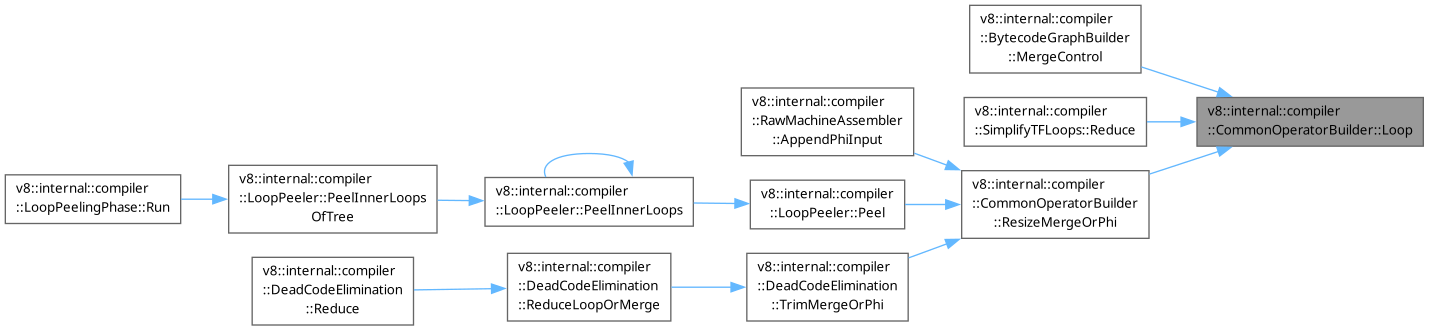 v8::internal::compiler
::BytecodeGraphBuilder
::MergeControl
v8::internal::compiler
::SimplifyTFLoops::Reduce
v8::internal::compiler
::CommonOperatorBuilder::Loop
v8::internal::compiler
::RawMachineAssembler
::AppendPhiInput
v8::internal::compiler
::LoopPeelingPhase::Run
v8::internal::compiler
::LoopPeeler::PeelInnerLoops
OfTree
v8::internal::compiler
::LoopPeeler::PeelInnerLoops
v8::internal::compiler
::LoopPeeler::Peel
v8::internal::compiler
::CommonOperatorBuilder
::ResizeMergeOrPhi
v8::internal::compiler
::DeadCodeElimination
::Reduce
v8::internal::compiler
::DeadCodeElimination
::ReduceLoopOrMerge
v8::internal::compiler
::DeadCodeElimination
::TrimMergeOrPhi